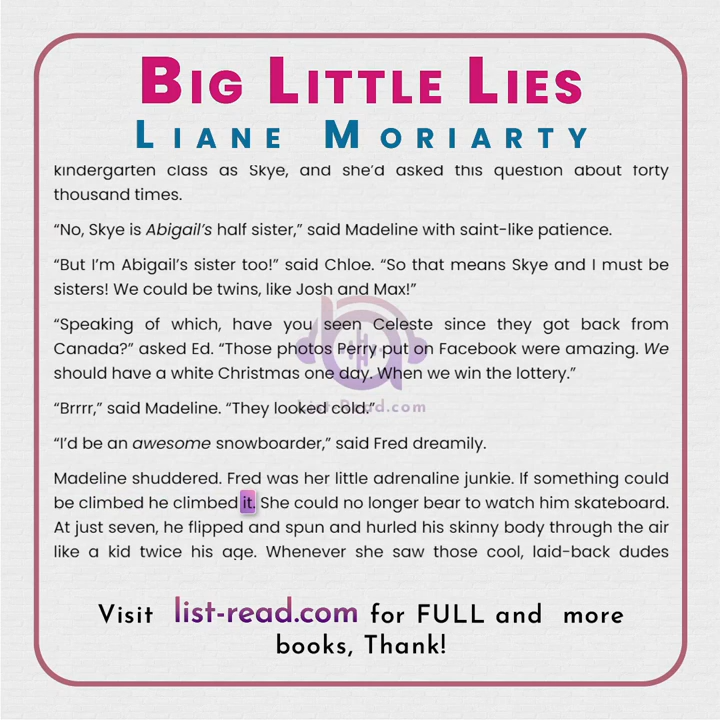 BIG LITTLE LIES
LIANE MORIARTY
kindergarten class as Skye, and she’d asked this question about forty
thousand times.
“No, Skye is Abigail’s half sister,” said Madeline with saint-like patience.
“But I’m Abigail’s sister too!” said Chloe. “So that means Skye and I must be
sisters! We could be twins, like Josh and Max!”
“Speaking of which, have you seen Celeste since they got back from
Canada?” asked Ed. “Those photos Perry put on Facebook were amazing. We
should have a white Christmas one day. When we win the lottery.”
“Brrrr,” said Madeline. “They looked cold.”
List-Read.com
“I’d be an awesome snowboarder,” said Fred dreamily.
Madeline shuddered. Fred was her little adrenaline junkie. If something could
be climbed he climbed it. She could no longer bear to watch him skateboard.
At just seven, he flipped and spun and hurled his skinny body through the air
like a kid twice his age. Whenever she saw those cool, laid-back dudes
Visit list-read.com for FULL and more
books, Thank!